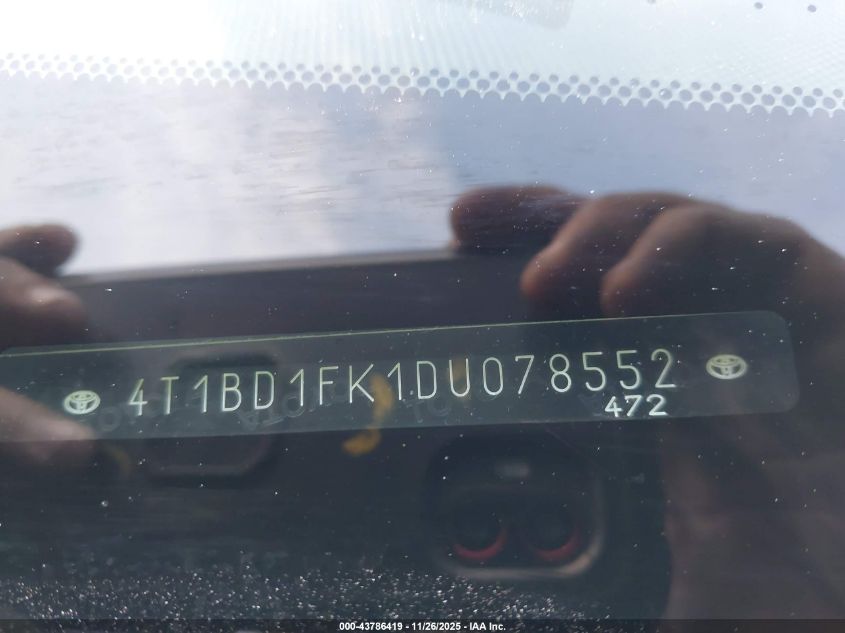 4T1BD1FK1DU078552
472
000-43786419 - 11/26/2025 - IAA Inc.